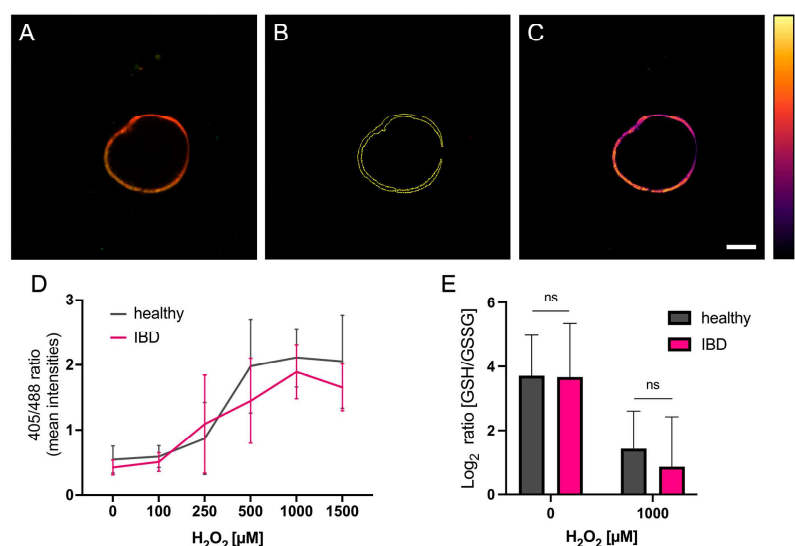 A
B
C
D
healthy
IBD
405/488 ratio
(mean intensities)
3
2
1
0
0 100 250 500 1000 1500
H₂O₂ [µM]
E
ns
ns
healthy
IBD
Log₂ ratio [GSH/GSSG]
6
4
2
0
0 1000
H₂O₂ [µM]